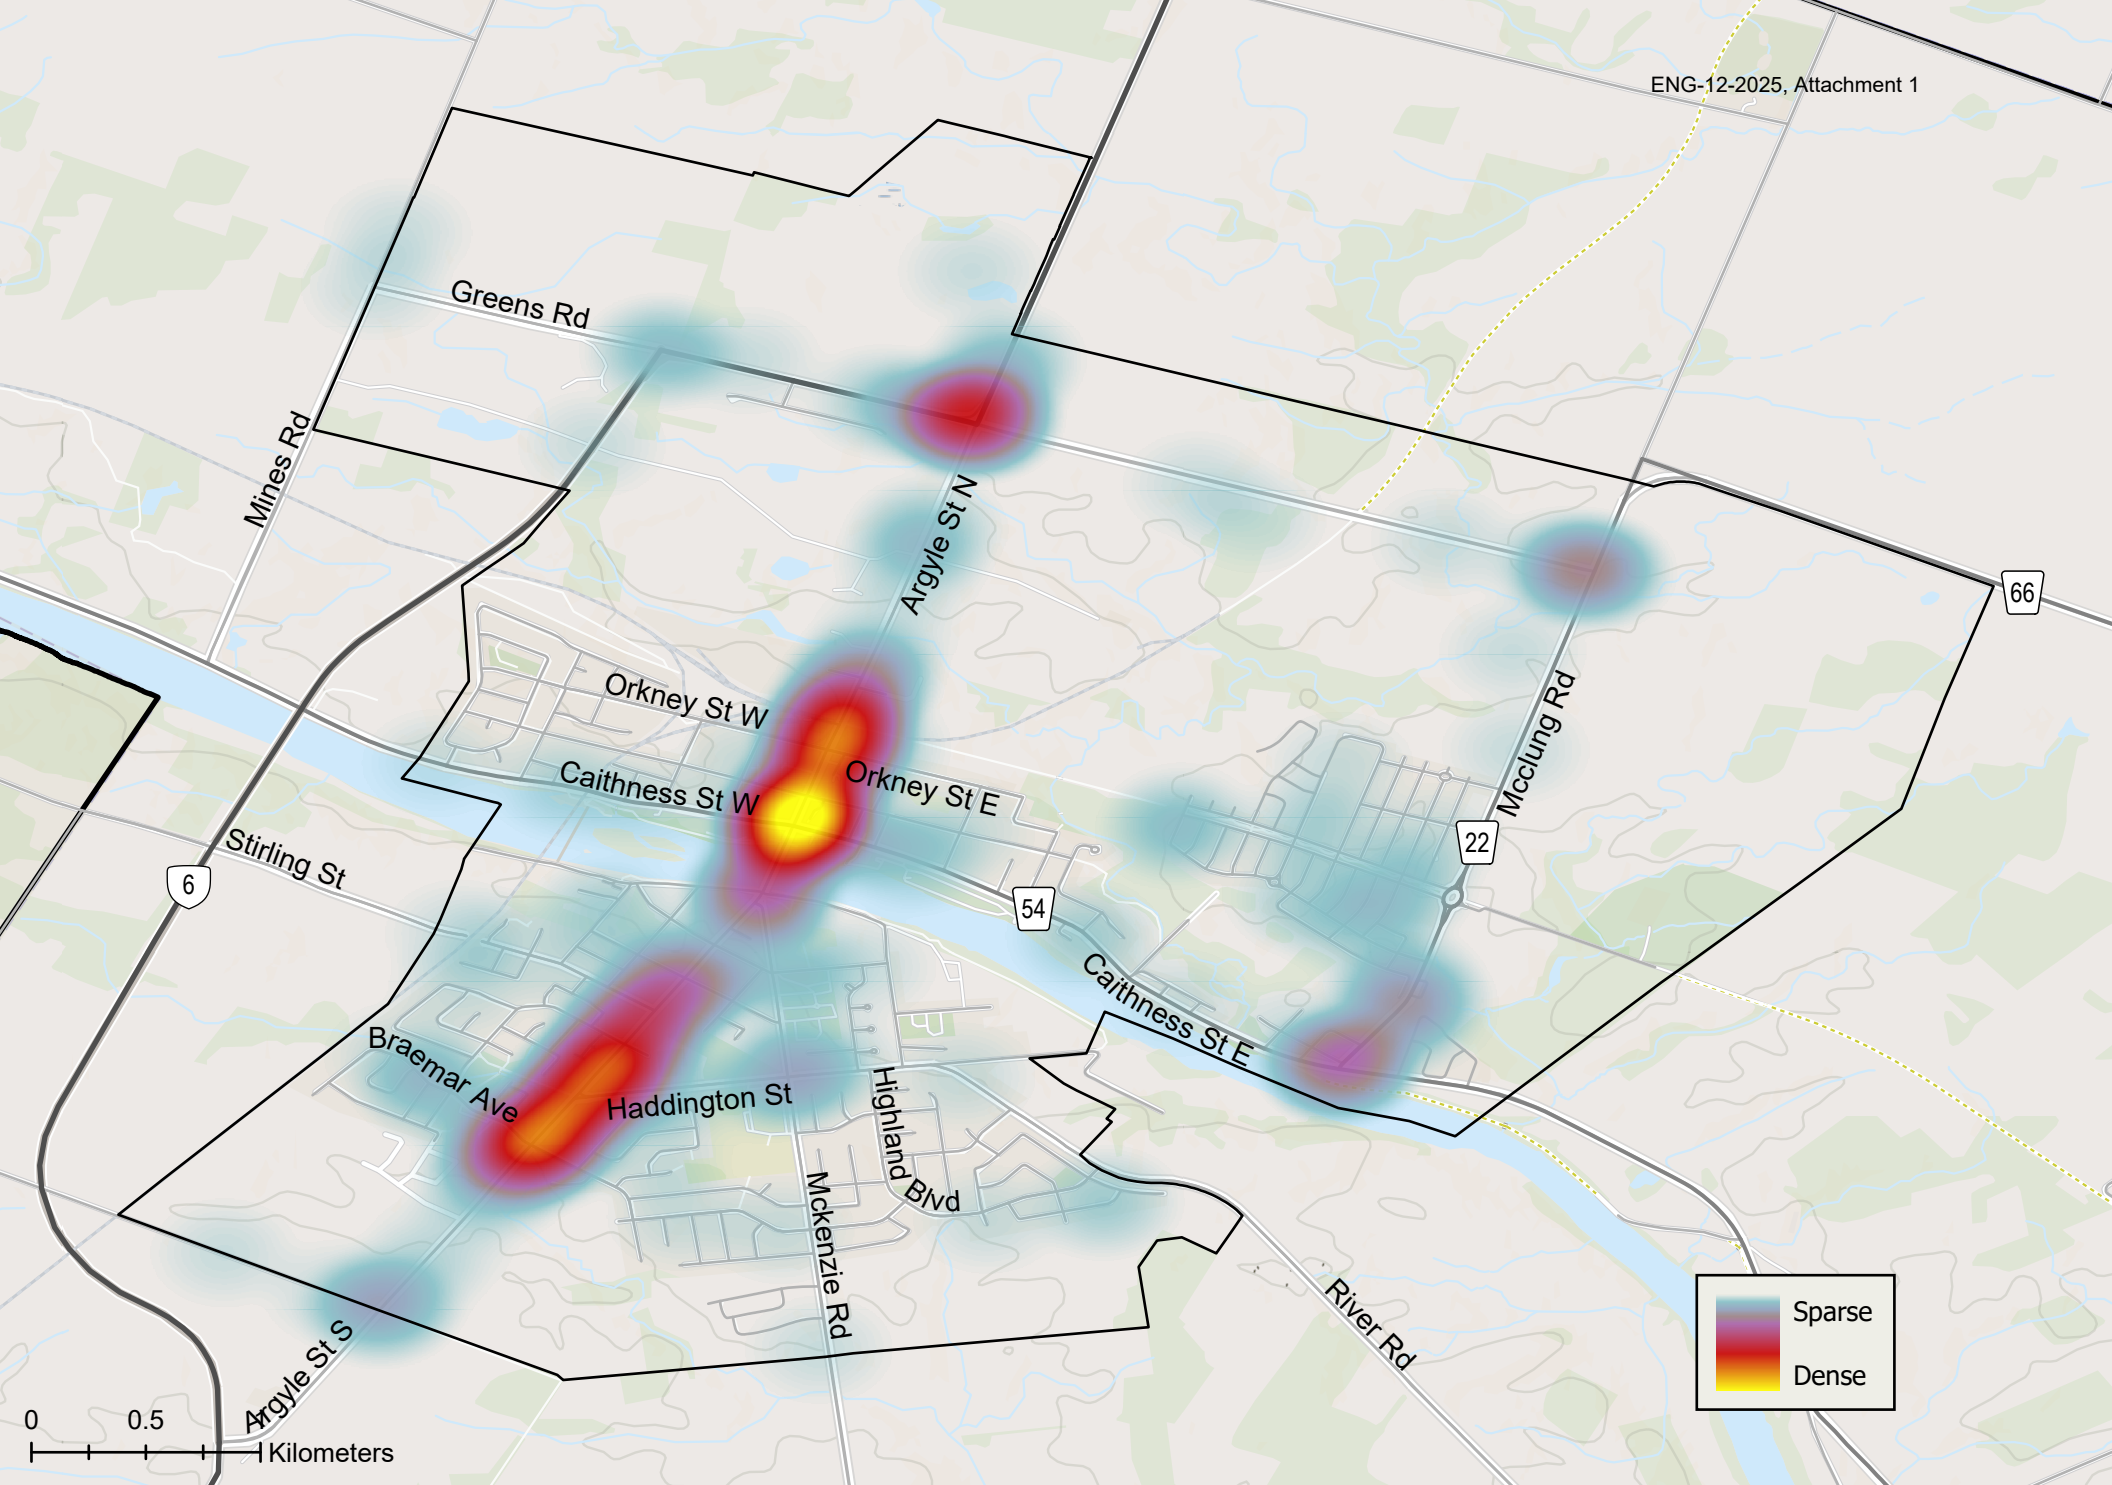 ENG-12-2025, Attachment 1
Greens Rd
Mines Rd
Argyle St N
66
Orkney St W
Mcclung Rd
Caithness St W
Orkney St E
22
Stirling St
6
54
Caithness St E
Braemar Ave
Haddington St
Highland Blvd
Mckenzie Rd
River Rd
Argyle St S
Sparse
Dense
0 0.5
Kilometers